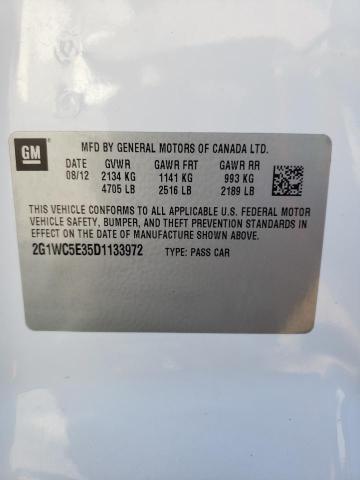 GM
MFD BY GENERAL MOTORS OF CANADA LTD.
DATE GVWR GAWR FRT GAWR RR
08/12 2134 KG 1141 KG 993 KG
4705 LB 2516 LB 2189 LB
THIS VEHICLE CONFORMS TO ALL APPLICABLE U.S. FEDERAL MOTOR
VEHICLE SAFETY, BUMPER, AND THEFT PREVENTION STANDARDS
IN EFFECT ON THE DATE OF MANUFACTURE SHOWN ABOVE.
2G1WC5E35D1133972 TYPE: PASS CAR